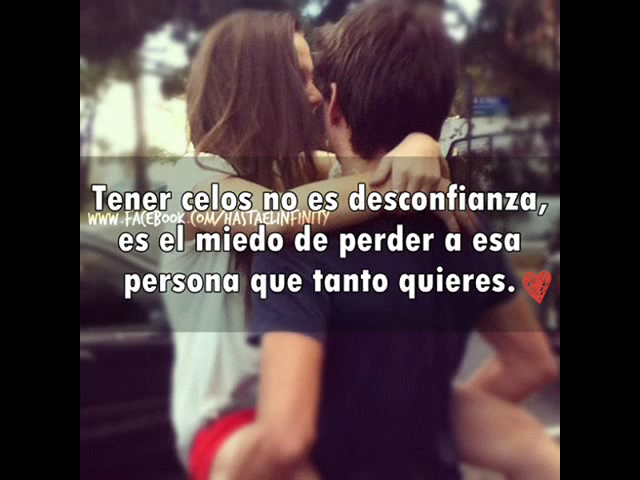 Tener celos no es desconfianza,
www.facebook.com/hastaelinfinity
es el miedo de perder a esa
persona que tanto quieres.